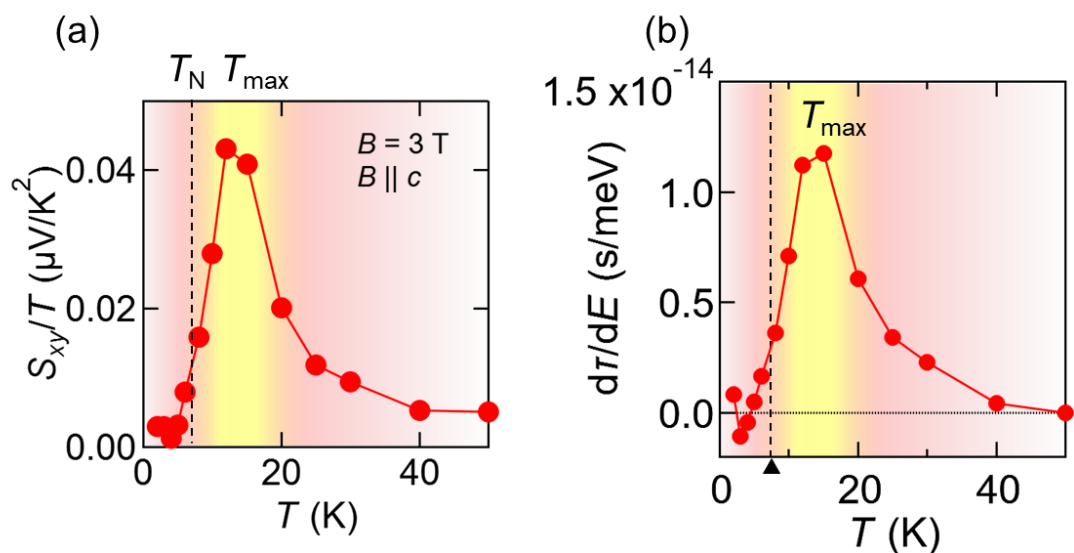 (a)
T_N T_max
B = 3 T
B || c
0.04
0.02
0.00
S_xy/T (μV/K²)
0 20 40
T (K)
(b)
1.5 x10⁻¹⁴
T_max
1.0
0.5
0.0
dτ/dE (s/meV)
0 20 40
T (K)